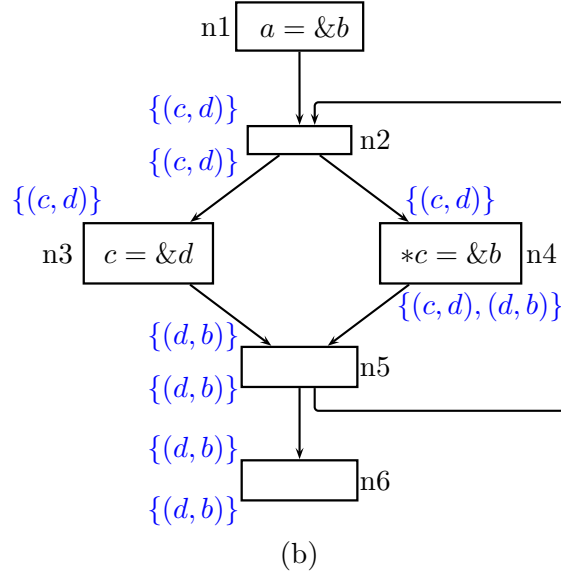 n1 a = &b
{(c, d)}
n2
{(c, d)}
{(c, d)} {(c, d)}
n3 c = &d ∗c = &b n4
{(c, d), (d, b)}
{(d, b)}
n5
{(d, b)}
{(d, b)}
n6
{(d, b)}
(b)